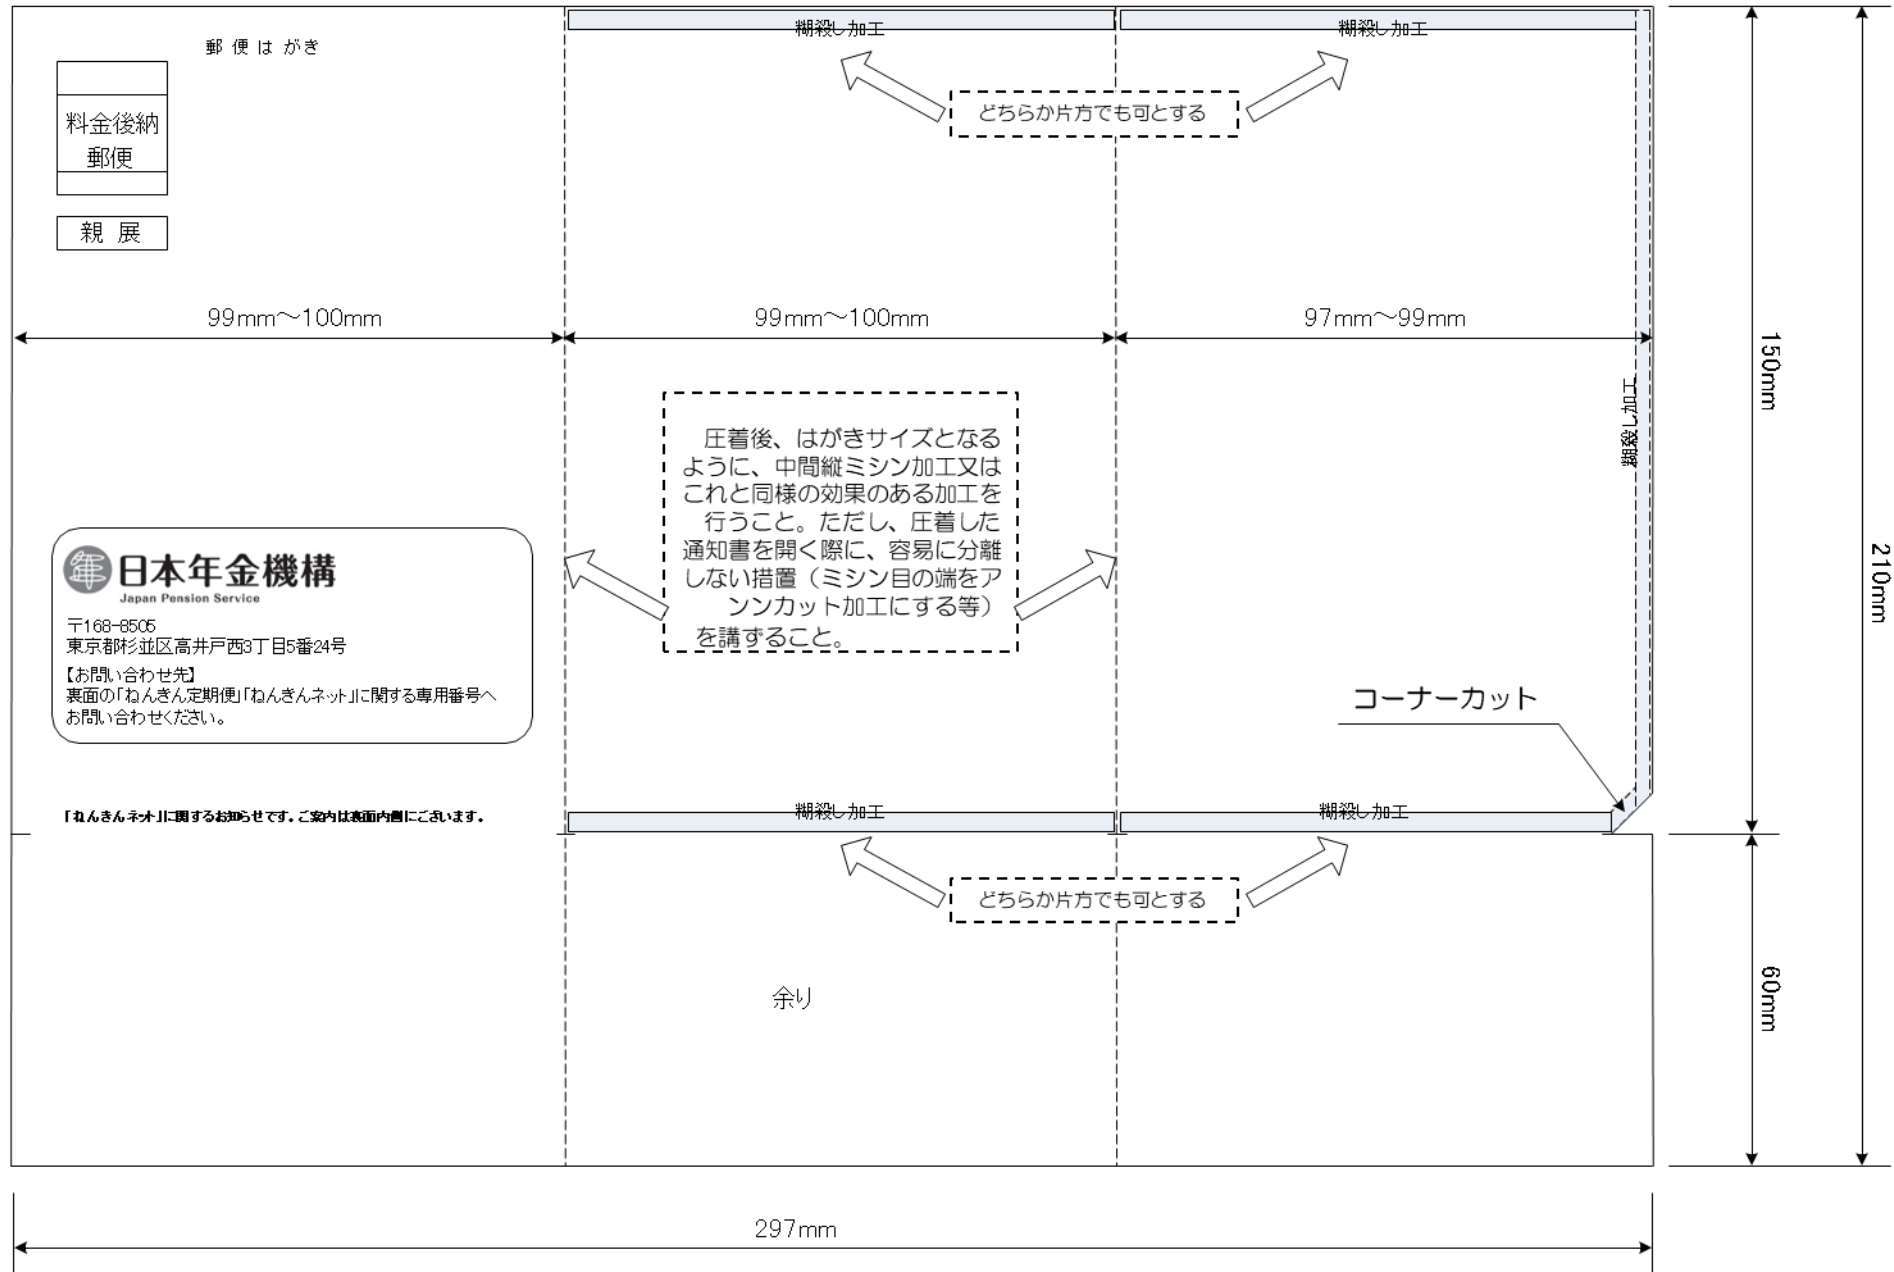 郵便はがき
料金後納
郵便
親展
糊殺し加工
糊殺し加工
どちらか片方でも可とする
99mm～100mm
99mm～100mm
97mm～99mm
150mm
210mm
糊殺し加工
圧着後、はがきサイズとなる
ように、中間縦ミシン加工又は
これと同様の効果のある加工を
行うこと。ただし、圧着した
通知書を開く際に、容易に分離
しない措置（ミシン目の端をア
ンンカット加工にする等）
を講ずること。
日本年金機構
Japan Pension Service
〒168-8505
東京都杉並区高井戸西3丁目5番24号
【お問い合わせ先】
裏面の「ねんきん定期便」「ねんきんネット」に関する専用番号へ
お問い合わせください。
コーナーカット
「ねんきんネット」に関するお知らせです。ご案内は裏面内側にございます。
糊殺し加工
糊殺し加工
どちらか片方でも可とする
余り
60mm
297mm